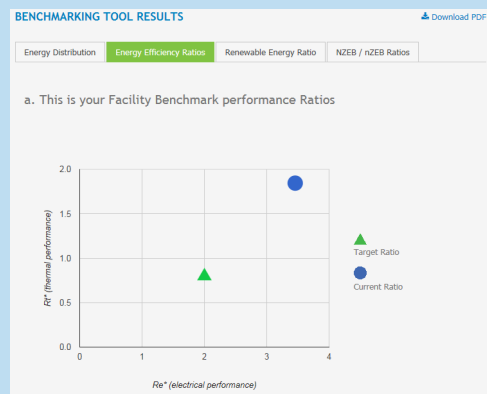 BENCHMARKING TOOL RESULTS
Download PDF
Energy Distribution
Energy Efficiency Ratios
Renewable Energy Ratio
NZEB / nZEB Ratios
a. This is your Facility Benchmark performance Ratios
2.0
1.5
1.0
0.5
0.0
Rt* (thermal performance)
0 1 2 3 4
Re* (electrical performance)
Target Ratio
Current Ratio